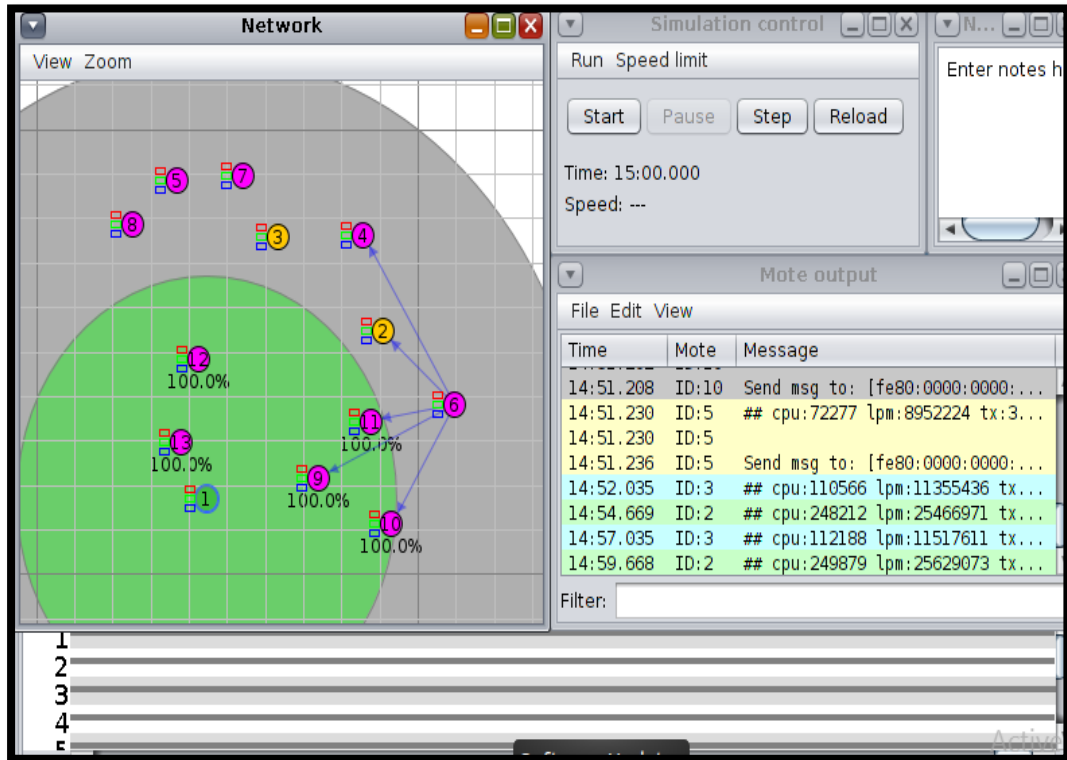 Network
View Zoom
5
7
8
3
4
2
12
100.0%
6
11
100.0%
13
100.0%
9
100.0%
1
10
100.0%
Simulation control
Run Speed limit
Start Pause Step Reload
Time: 15:00.000
Speed: ---
N...
Enter notes h
Mote output
File Edit View
Time Mote Message
14:51.208 ID:10 Send msg to: [fe80:0000:0000:...
14:51.230 ID:5 ## cpu:72277 lpm:8952224 tx:3...
14:51.230 ID:5
14:51.236 ID:5 Send msg to: [fe80:0000:0000:...
14:52.035 ID:3 ## cpu:110566 lpm:11355436 tx...
14:54.669 ID:2 ## cpu:248212 lpm:25466971 tx...
14:57.035 ID:3 ## cpu:112188 lpm:11517611 tx...
14:59.668 ID:2 ## cpu:249879 lpm:25629073 tx...
Filter:
1
2
3
4
5
Active